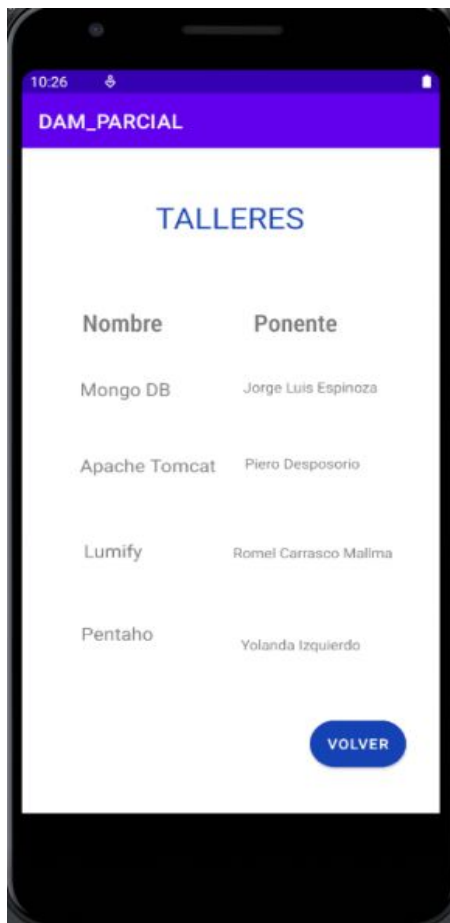 10:26
DAM_PARCIAL
TALLERES
Nombre Ponente
Mongo DB Jorge Luis Espinoza
Apache Tomcat Piero Desposorio
Lumify Romel Carrasco Malima
Pentaho Yolanda Izquierdo
VOLVER